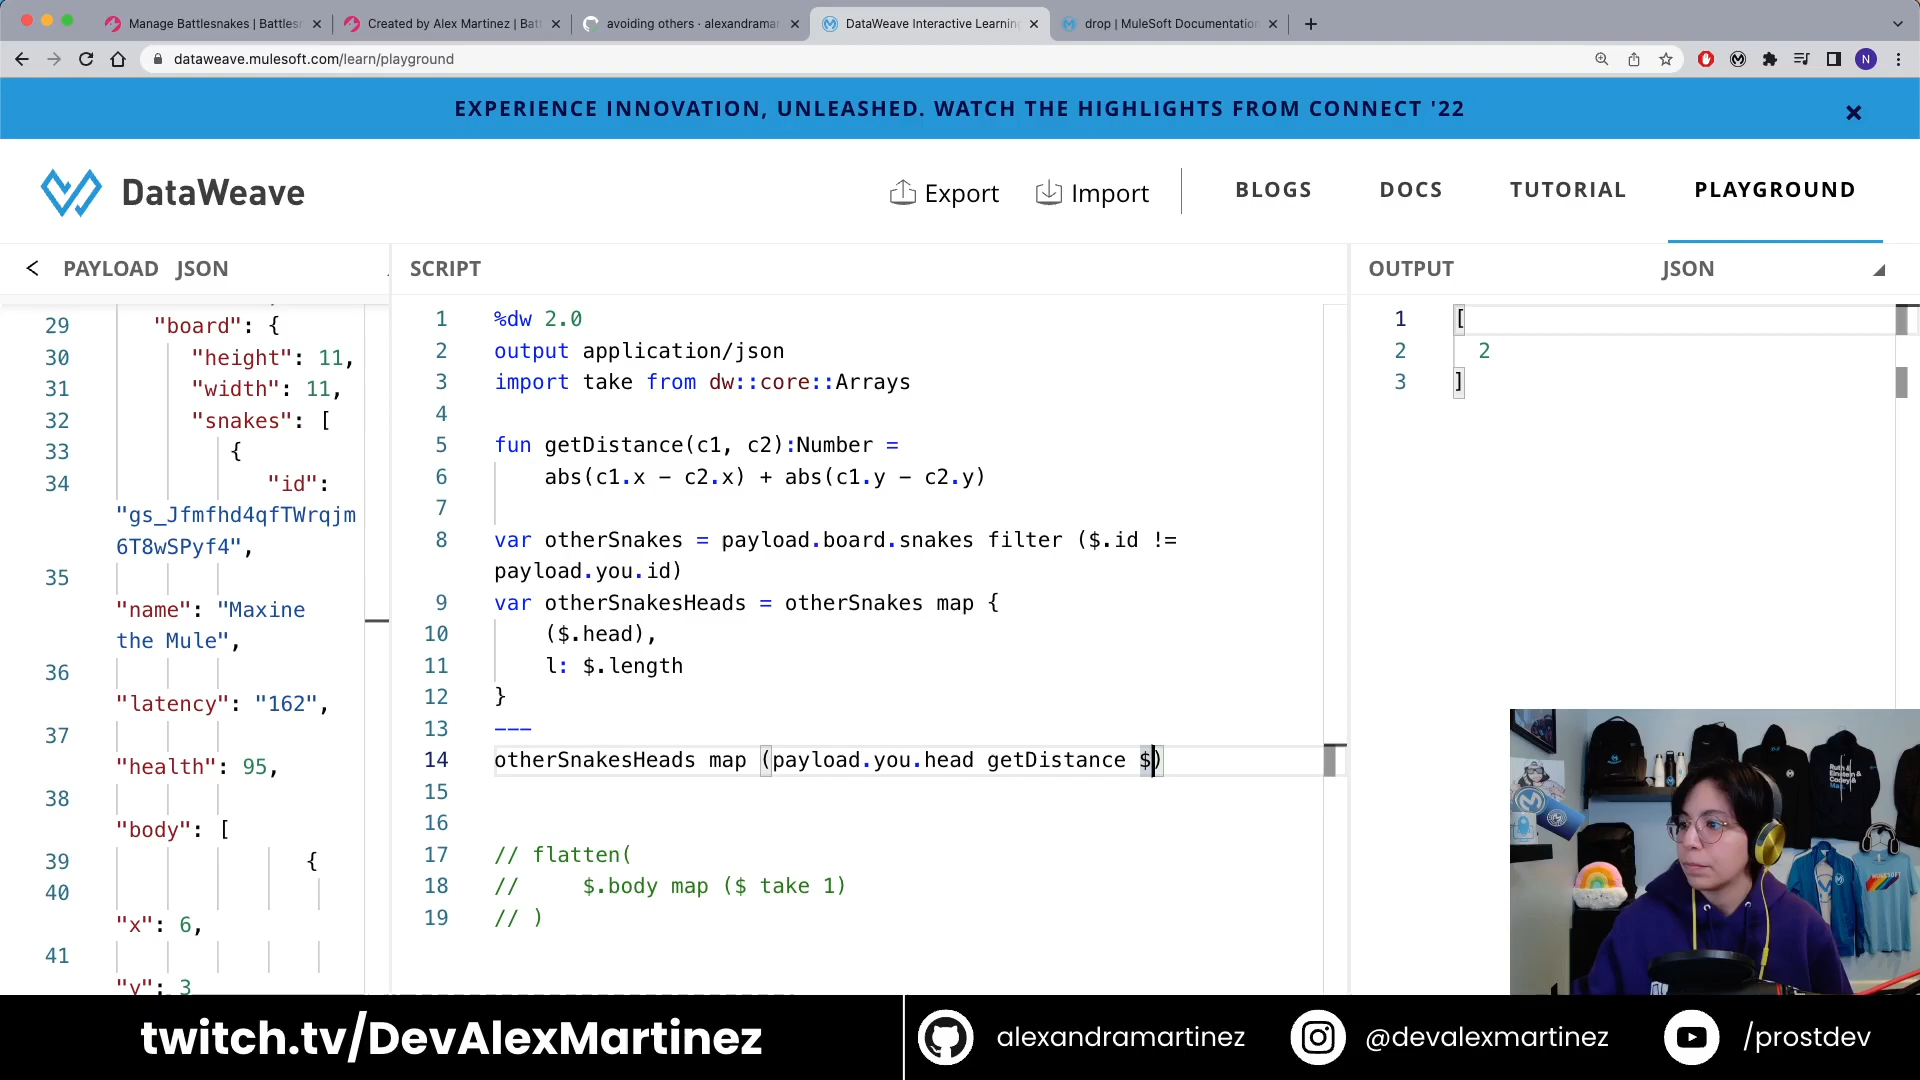 Manage Battlesnakes | Battlesn
Created by Alex Martinez | Batt
avoiding others · alexandramar
DataWeave Interactive Learning
drop | MuleSoft Documentation
dataweave.mulesoft.com/learn/playground
N
EXPERIENCE INNOVATION, UNLEASHED. WATCH THE HIGHLIGHTS FROM CONNECT '22
DataWeave
Export
Import
BLOGS
DOCS
TUTORIAL
PLAYGROUND
PAYLOAD JSON
29 "board": {
30 "height": 11,
31 "width": 11,
32 "snakes": [
33 {
34 "id":
"gs_Jfmfhd4qfTWrqjm
6T8wSPyf4",
35
"name": "Maxine
the Mule",
36
"latency": "162",
37
"health": 95,
38
"body": [
39 {
40
"x": 6,
41
"y": 3
SCRIPT
1 %dw 2.0
2 output application/json
3 import take from dw::core::Arrays
4
5 fun getDistance(c1, c2):Number =
6 abs(c1.x - c2.x) + abs(c1.y - c2.y)
7
8 var otherSnakes = payload.board.snakes filter ($.id !=
payload.you.id)
9 var otherSnakesHeads = otherSnakes map {
10 ($.head),
11 l: $.length
12 }
13 ---
14 otherSnakesHeads map (payload.you.head getDistance $)
15
16
17 // flatten(
18 // $.body map ($ take 1)
19 // )
OUTPUT JSON
1 [
2 2
3 ]
twitch.tv/DevAlexMartinez
alexandramartinez
@devalexmartinez
/prostdev